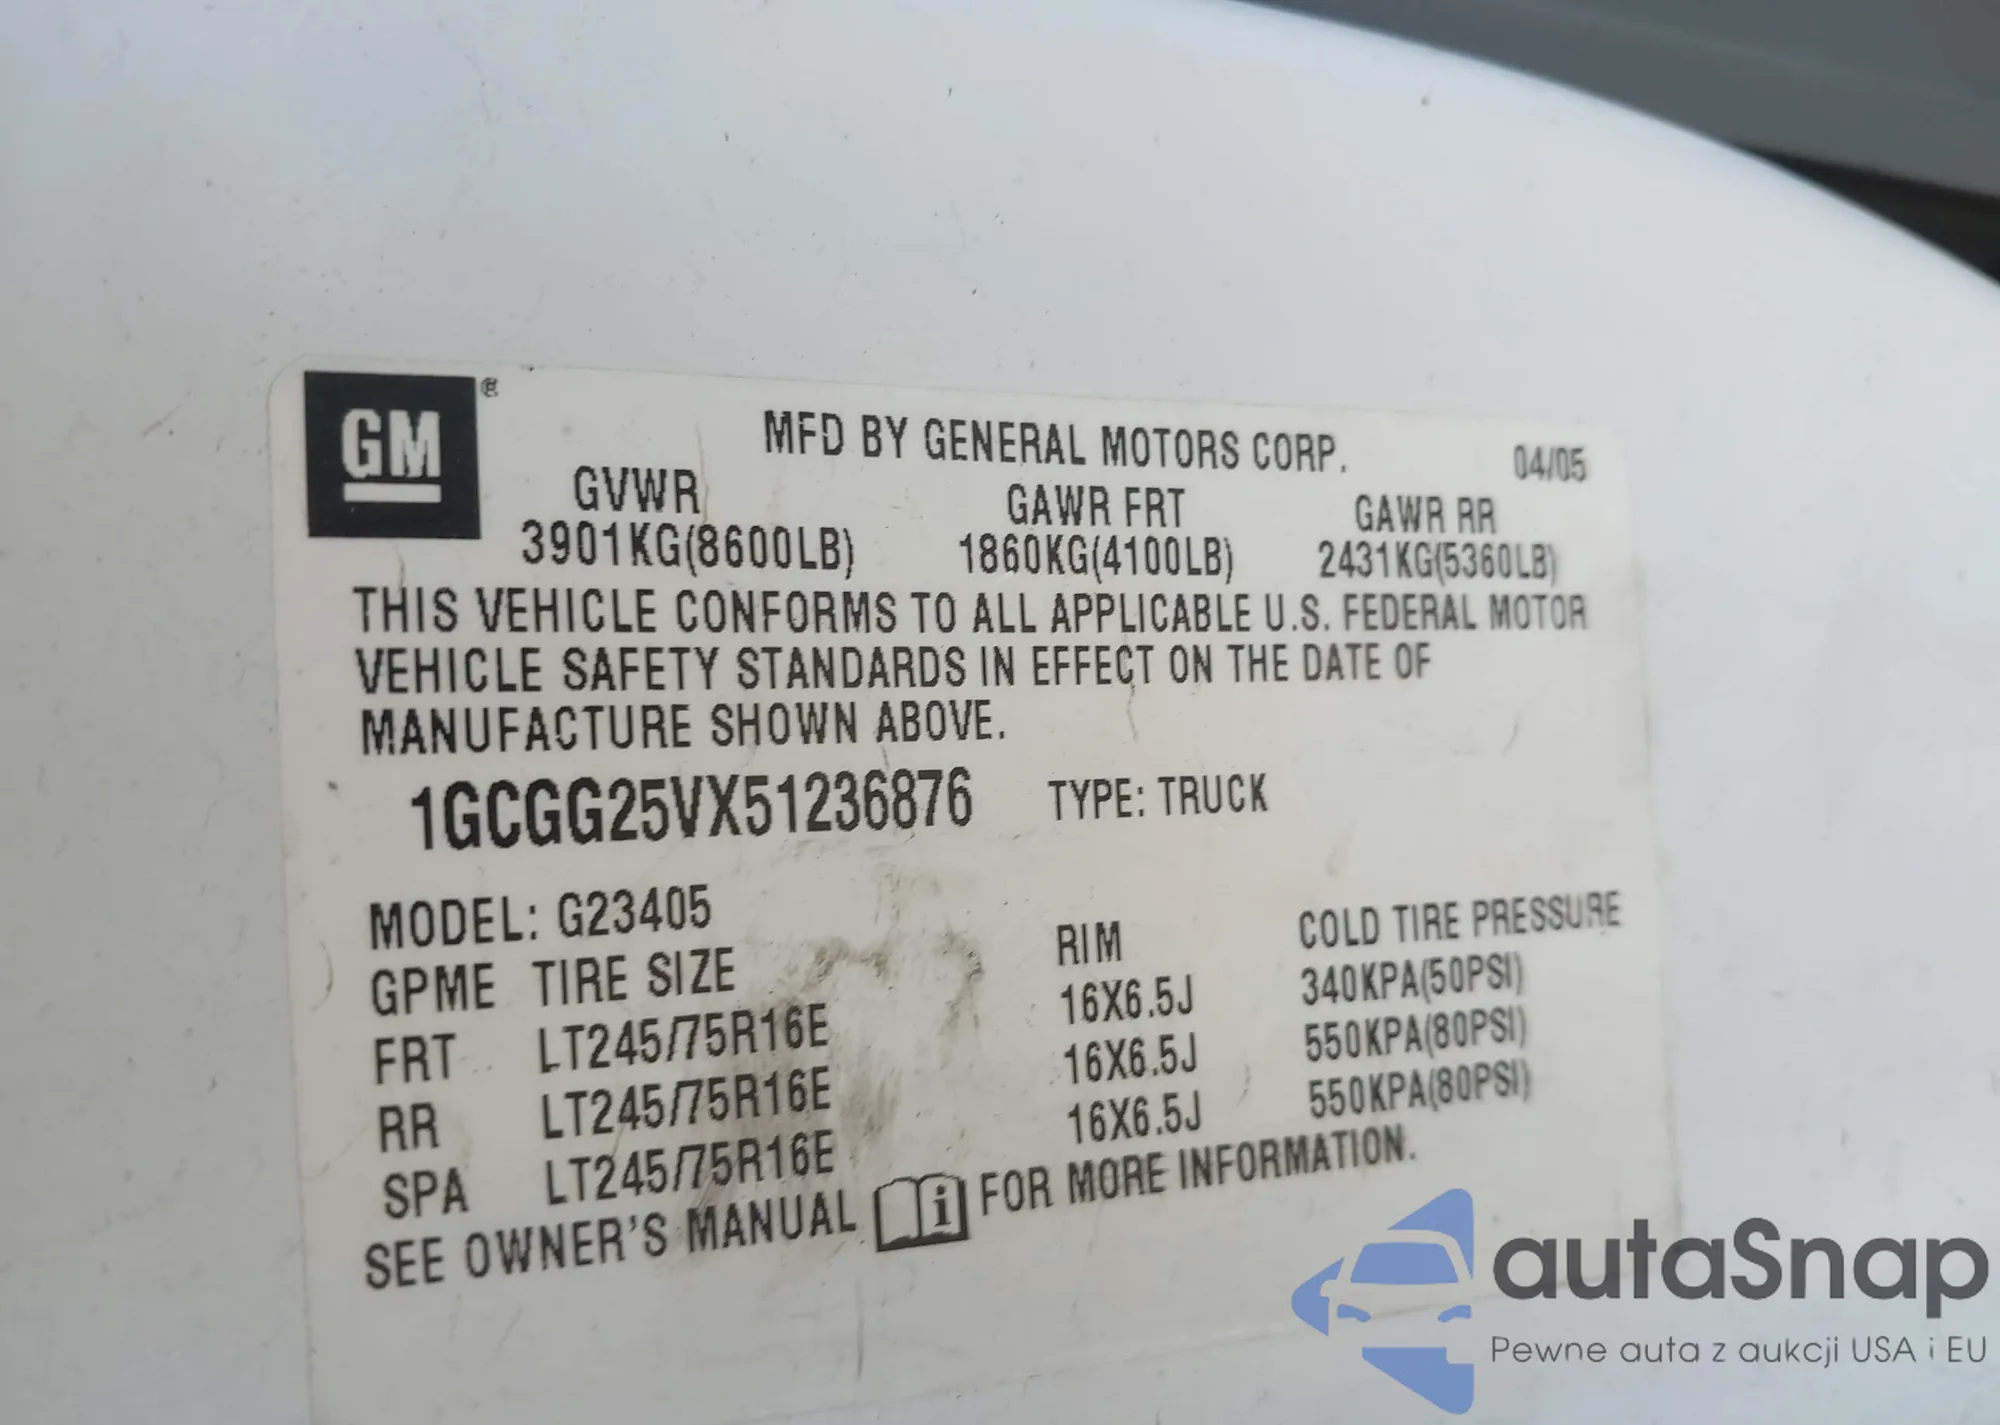 GM ®
MFD BY GENERAL MOTORS CORP. 04/05
GVWR GAWR FRT GAWR RR
3901KG(8600LB) 1860KG(4100LB) 2431KG(5360LB)
THIS VEHICLE CONFORMS TO ALL APPLICABLE U.S. FEDERAL MOTOR
VEHICLE SAFETY STANDARDS IN EFFECT ON THE DATE OF
MANUFACTURE SHOWN ABOVE.
1GCGG25VX51236876 TYPE: TRUCK
MODEL: G23405
GPME TIRE SIZE RIM COLD TIRE PRESSURE
FRT LT245/75R16E 16X6.5J 340KPA(50PSI)
RR LT245/75R16E 16X6.5J 550KPA(80PSI)
SPA LT245/75R16E 16X6.5J 550KPA(80PSI)
SEE OWNER'S MANUAL i FOR MORE INFORMATION.
autaSnap
Pewne auta z aukcji USA i EU